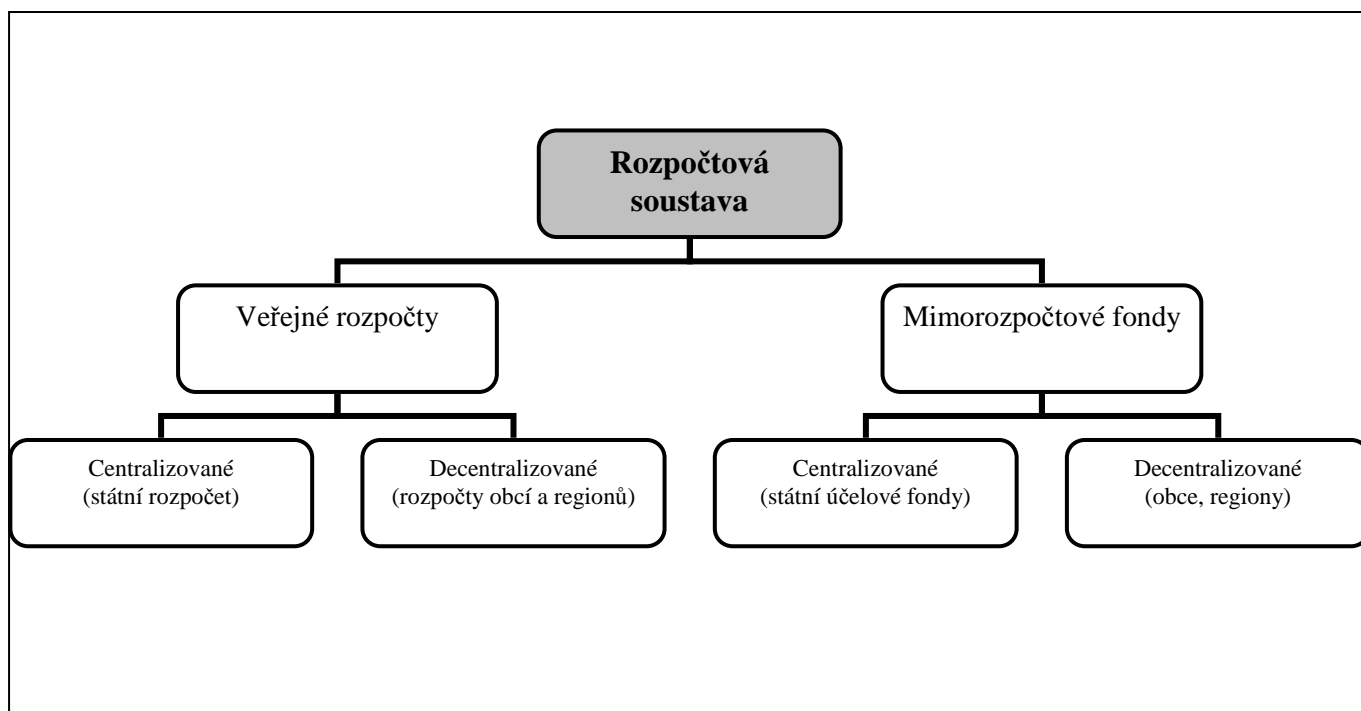 Rozpočtová
soustava
Veřejné rozpočty
Mimorozpočtové fondy
Centralizované
(státní rozpočet)
Decentralizované
(rozpočty obcí a regionů)
Centralizované
(státní účelové fondy)
Decentralizované
(obce, regiony)